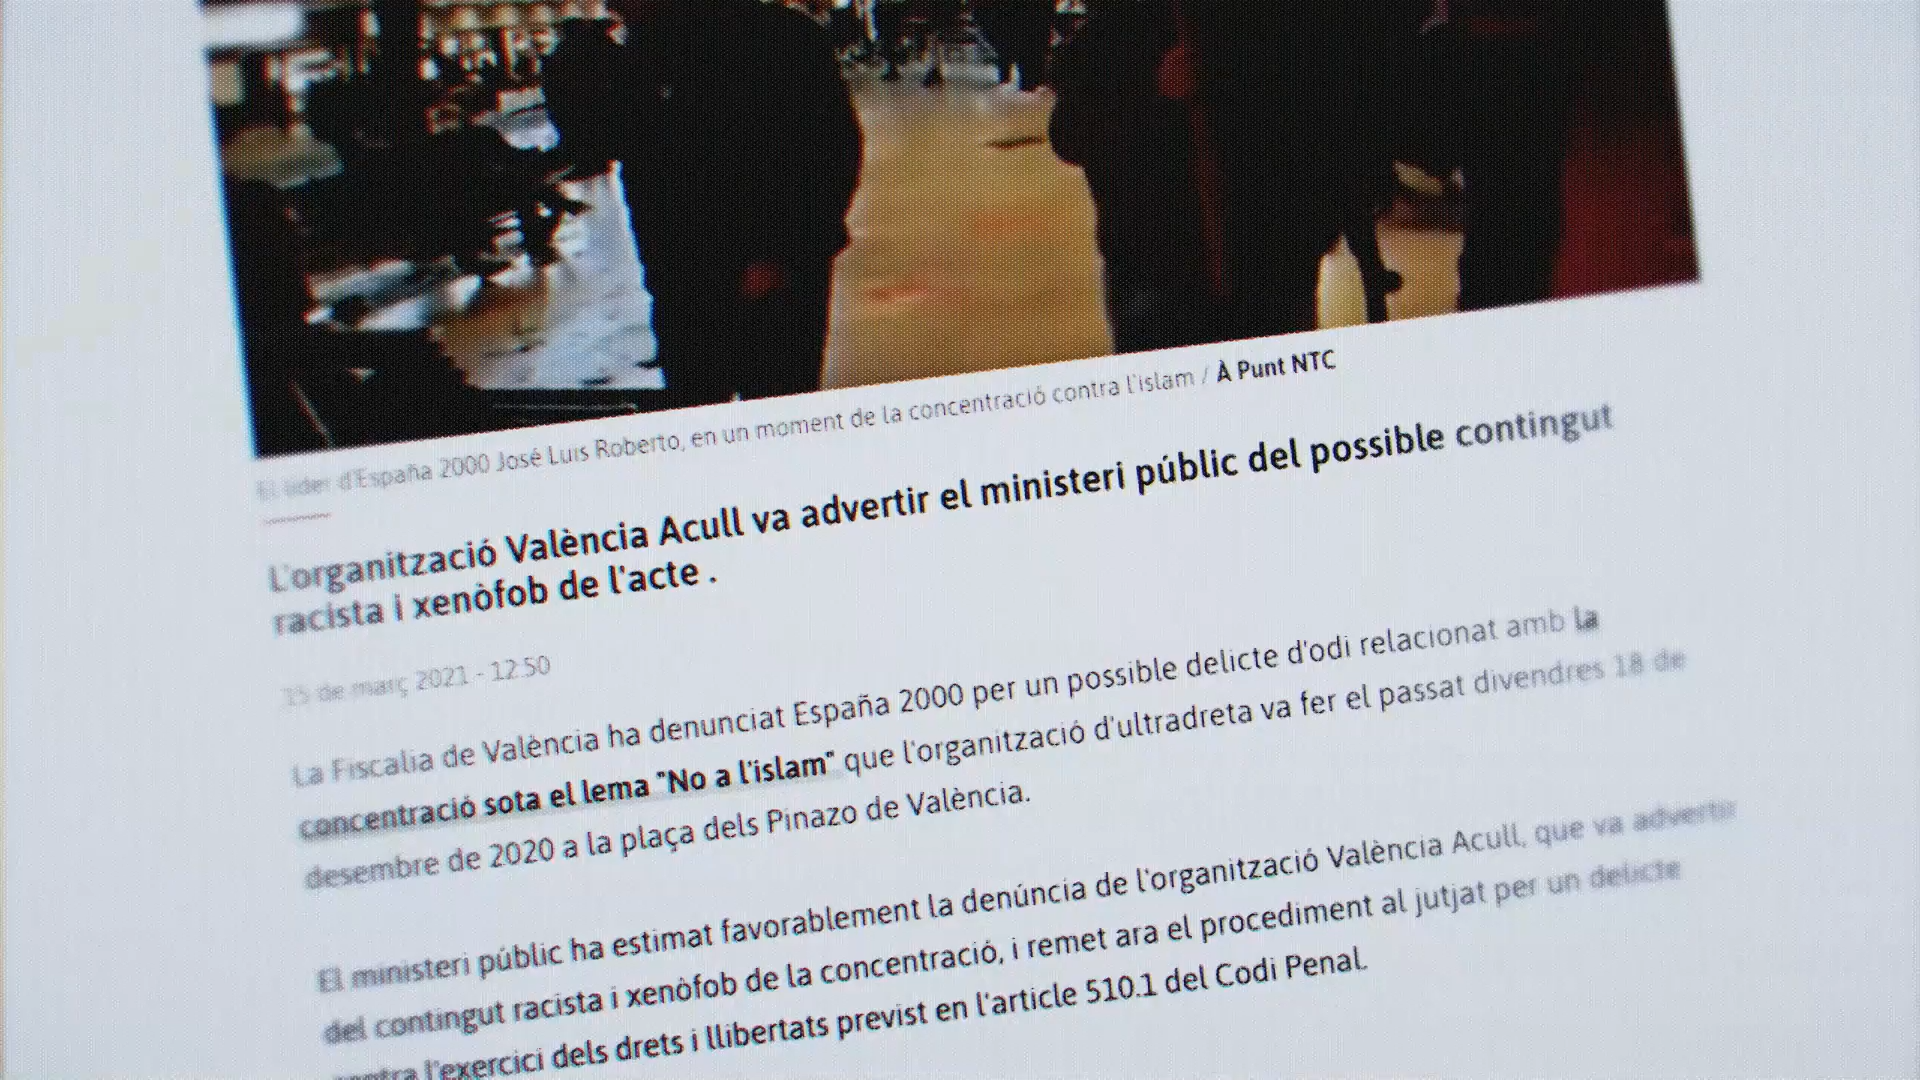 El líder d'España 2000 José Luis Roberto, en un moment de la concentració contra l'islam / À Punt NTC
L'organització València Acull va advertir el ministeri públic del possible contingut
racista i xenòfob de l'acte .
de març 2021 - 12:50
La Fiscalia de València ha denunciat España 2000 per un possible delicte d'odi relacionat amb la
concentració sota el lema "No a l'islam" que l'organització d'ultradreta va fer el passat divendres 18 de
desembre de 2020 a la plaça dels Pinazo de València.
El ministeri públic ha estimat favorablement la denúncia de l'organització València Acull, que va advertir
del contingut racista i xenòfob de la concentració, i remet ara el procediment al jutjat per un delicte
contra l'exercici dels drets i llibertats previst en l'article 510.1 del Codi Penal.